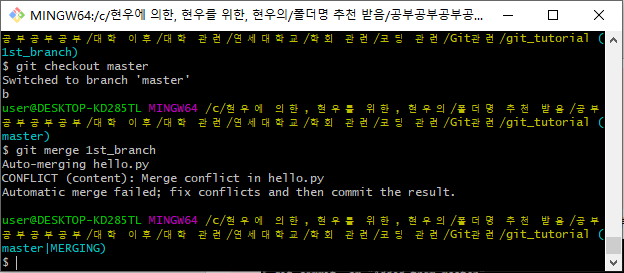 MINGW64:/c/현우에 의한, 현우를 위한, 현우의/폴더명 추천 받음/공부공부공부공...
공부공부공부/대학 이후/대학 관련/연세대학교/학회 관련/코딩 관련/Git관련/git_tutorial (
1st_branch)
$ git checkout master
Switched to branch 'master'
b
user@DESKTOP-KD285TL MINGW64 /c/현우에 의한, 현우를 위한, 현우의/폴더명 추천 받음/공부
공부공부공부/대학 이후/대학 관련/연세대학교/학회 관련/코딩 관련/Git관련/git_tutorial (
master)
$ git merge 1st_branch
Auto-merging hello.py
CONFLICT (content): Merge conflict in hello.py
Automatic merge failed; fix conflicts and then commit the result.
user@DESKTOP-KD285TL MINGW64 /c/현우에 의한, 현우를 위한, 현우의/폴더명 추천 받음/공부
공부공부공부/대학 이후/대학 관련/연세대학교/학회 관련/코딩 관련/Git관련/git_tutorial (
master|MERGING)
$